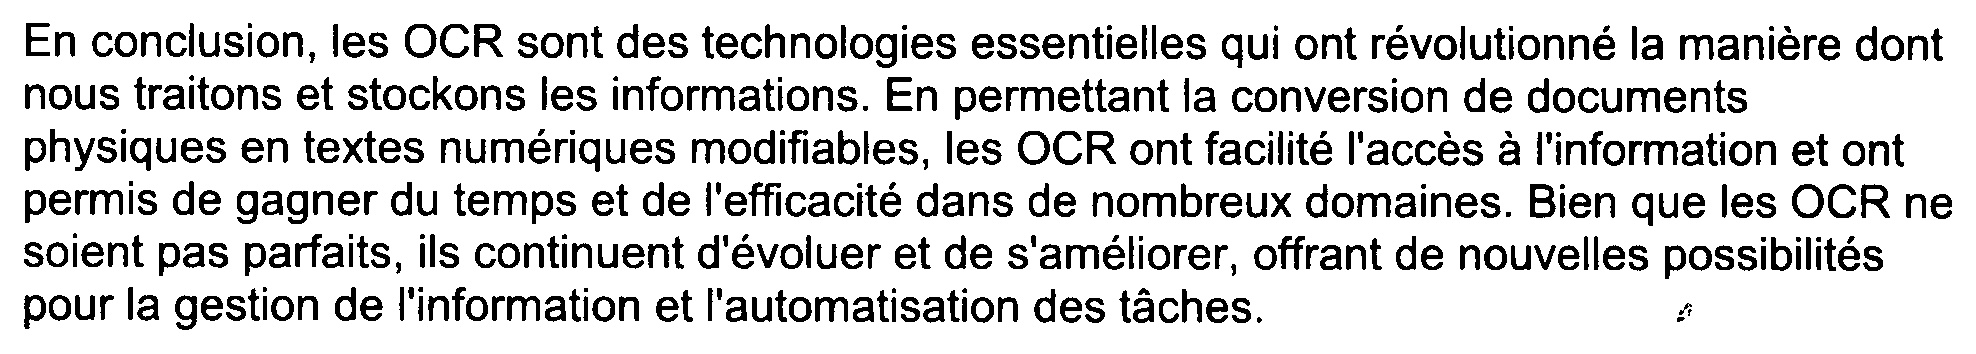 En conclusion, les OCR sont des technologies essentielles qui ont révolutionné la manière dont
nous traitons et stockons les informations. En permettant la conversion de documents
physiques en textes numériques modifiables, les OCR ont facilité l'accès à l'information et ont
permis de gagner du temps et de l'efficacité dans de nombreux domaines. Bien que les OCR ne
soient pas parfaits, ils continuent d'évoluer et de s'améliorer, offrant de nouvelles possibilités
pour la gestion de l'information et l'automatisation des tâches.